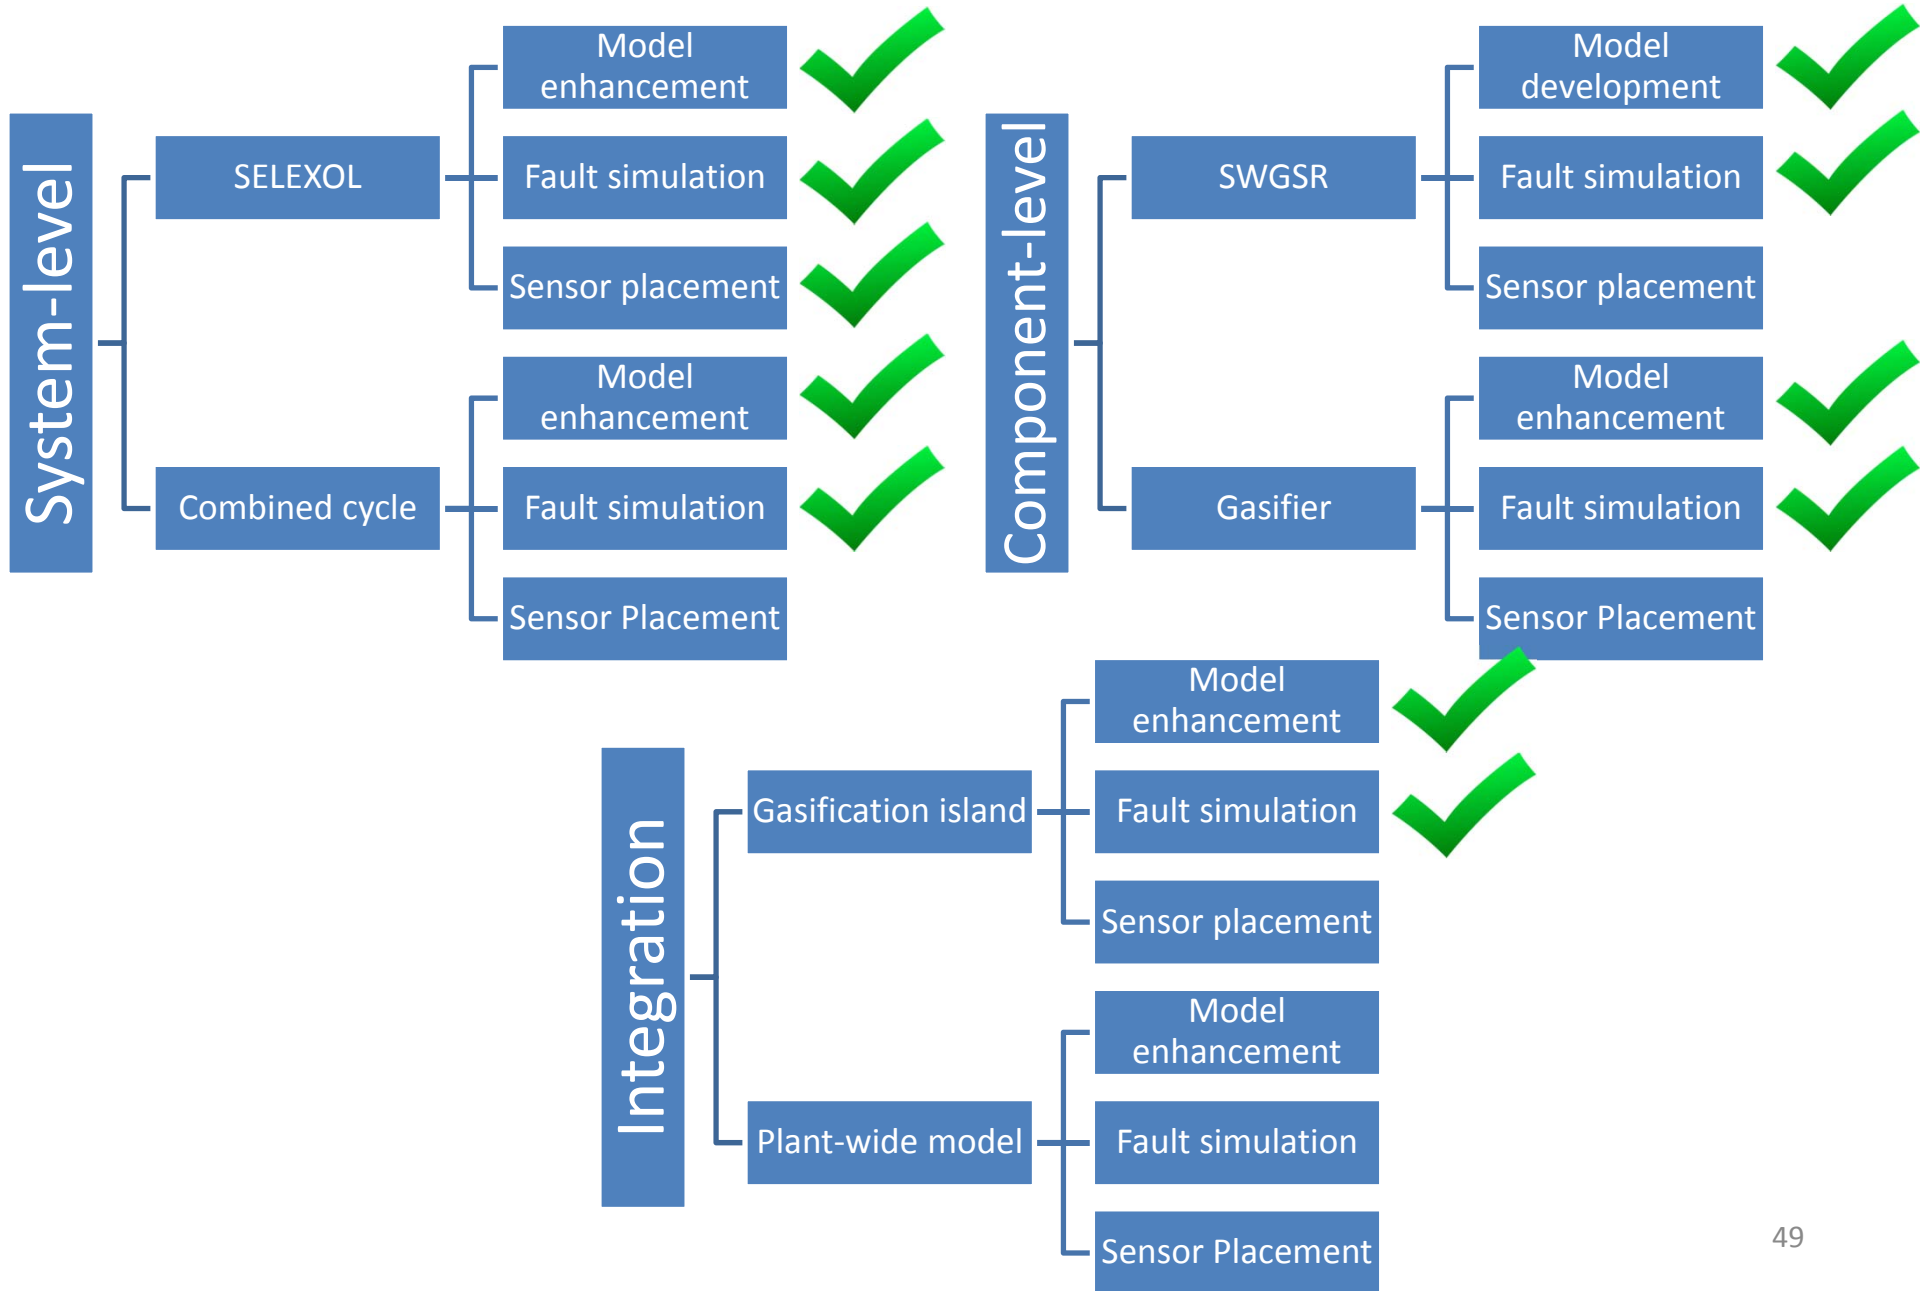 System-level
SELEXOL
Model
enhancement
Fault simulation
Sensor placement
Combined cycle
Model
enhancement
Fault simulation
Sensor Placement
Component-level
SWGSR
Model
development
Fault simulation
Sensor placement
Gasifier
Model
enhancement
Fault simulation
Sensor Placement
Integration
Gasification island
Model
enhancement
Fault simulation
Sensor placement
Plant-wide model
Model
enhancement
Fault simulation
Sensor Placement
49